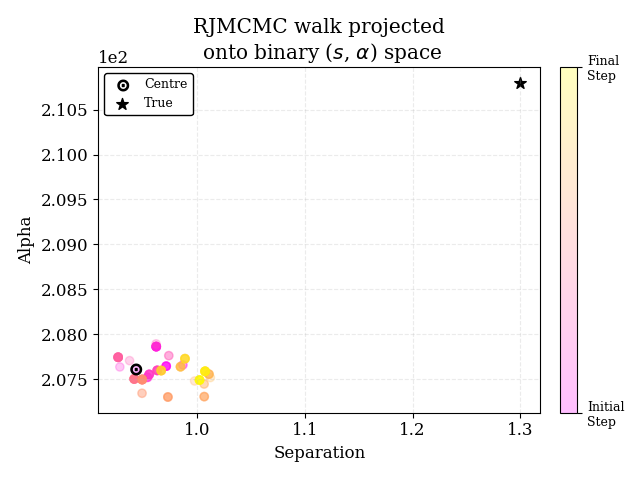 RJMCMC walk projected
onto binary (s, α) space
1e2
Centre
True
2.105
2.100
2.095
2.090
2.085
2.080
2.075
Alpha
1.0
1.1
1.2
1.3
Separation
Final
Step
Initial
Step